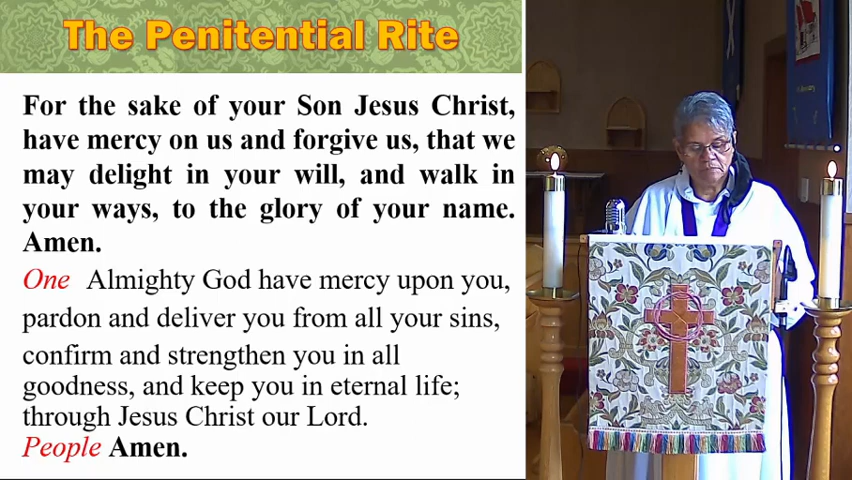 The Penitential Rite
For the sake of your Son Jesus Christ,
have mercy on us and forgive us, that we
may delight in your will, and walk in
your ways, to the glory of your name.
Amen.
One Almighty God have mercy upon you,
pardon and deliver you from all your sins,
confirm and strengthen you in all
goodness, and keep you in eternal life;
through Jesus Christ our Lord.
People Amen.